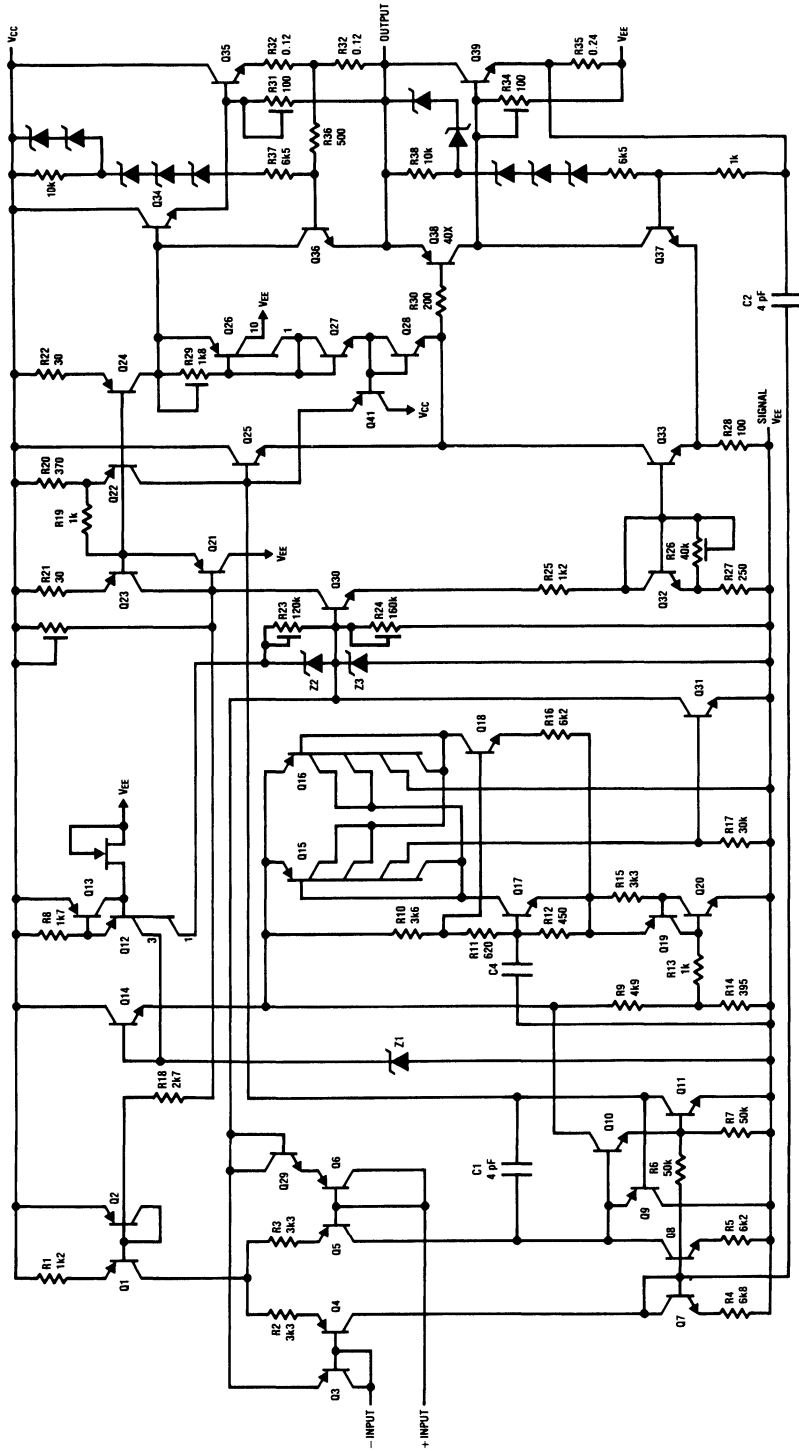 VCC
R1
1k2
Q1
Q2
R18
2k7
Q14
R8
1k7
Q13
Q12
3
1
VEE
R21
30
Q23
R19
1k
R20
370
Q22
Q21
VEE
R22
30
Q24
Q25
Q41
VCC
R29
1k8
Q26
10
1
VEE
Q27
Q28
Q34
10k
R37
6k5
Q36
R36
500
Q35
R31
100
R32
0.12
R32
0.12
OUTPUT
R30
200
Q38
40X
R38
10k
Q39
R34
100
R35
0.24
VEE
6k5
1k
Q37
C2
4 pF
R2
3k3
R3
3k3
Q3
Q4
Q5
Q6
Q29
– INPUT
+ INPUT
C1
4 pF
Z1
R10
3k6
R11
620
R12
450
C4
Q15
Q16
Q17
Q18
R16
6k2
R15
3k3
Q19
Q20
R13
1k
R9
4k9
R14
395
R17
30k
Q31
Z2
Z3
R23
120k
R24
160k
Q30
R25
1k2
Q32
R26
40k
R27
250
Q33
R28
100
SIGNAL
VEE
Q7
R4
6k8
Q8
R5
6k2
Q9
Q10
R6
50k
R7
50k
Q11